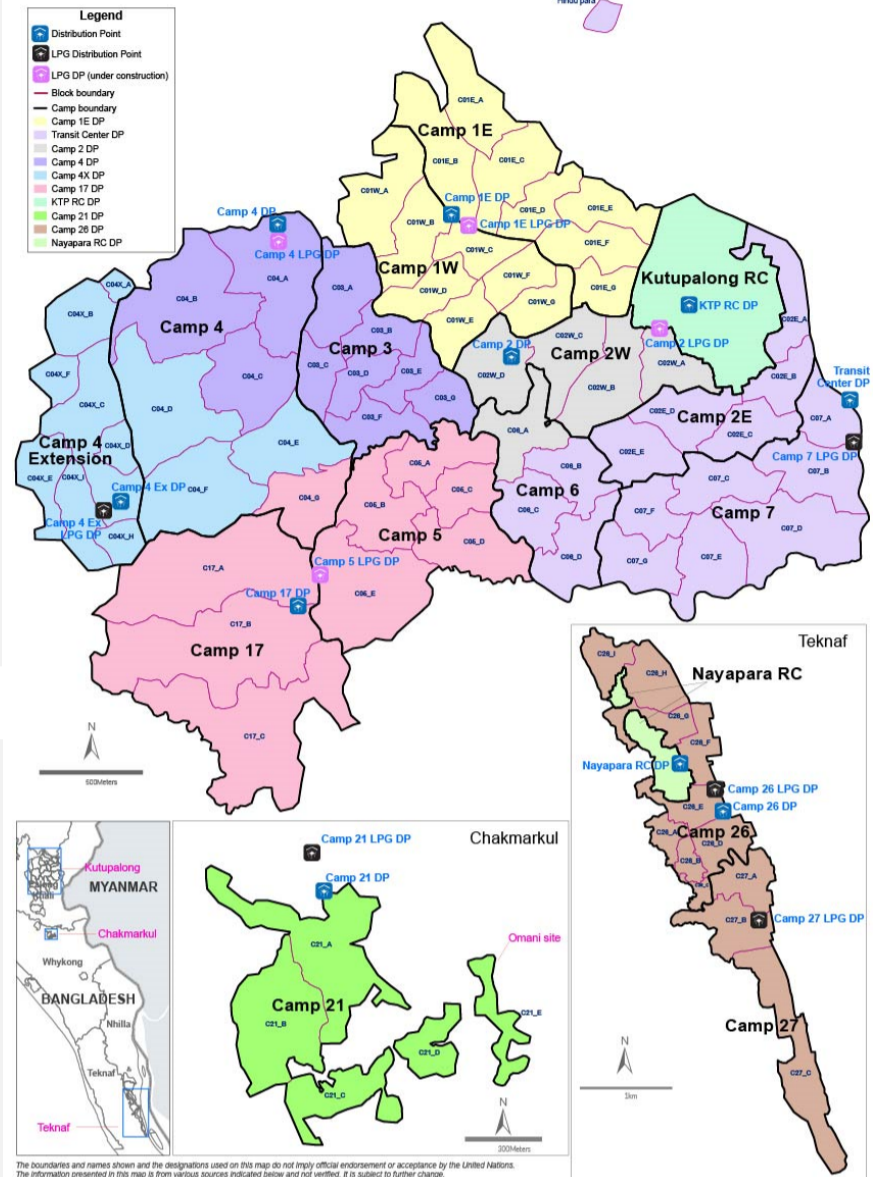 Hindu para
Legend
Distribution Point
LPG Distribution Point
LPG DP (under construction)
Block boundary
Camp boundary
Camp 1E DP
Transit Center DP
Camp 2 DP
Camp 4 DP
Camp 4X DP
Camp 17 DP
KTP RC DP
Camp 21 DP
Camp 26 DP
Nayapara RC DP
C01E_A
Camp 1E
C01E_B
C01E_C
C01W_A
Camp 1E DP
C01E_D
C01E_E
C01W_B
Camp 1E LPG DP
Camp 4 DP
C01E_F
Camp 4 LPG DP
C01W_C
Camp 1W
C01W_F
C01E_G
Kutupalong RC
C04X_A
C04_A
C03_A
C01W_D
C01W_G
KTP RC DP
C04_B
C04X_B
Camp 4
C03_B
C01W_E
C02E_A
C02W_C
Camp 2 LPG DP
Camp 3
Camp 2 DP
Camp 2W
C04X_F
C04_C
C03_C
C03_D
C03_E
C02W_D
C02W_B
C02W_A
Transit
Center DP
C02E_B
C04X_C
C04_D
C03_G
C03_F
C02E_D
Camp 2E
C07_A
Camp 4
Extension
C04X_D
C04_E
C06_A
C02E_C
C02E_E
Camp 7 LPG DP
C04X_E
C04X_I
C05_A
C06_B
C07_B
C07_C
Camp 4 Ex DP
C04_F
C04_G
C05_B
C05_C
Camp 6
C06_C
C07_F
Camp 7
Camp 4 Ex
LPG DP
C04X_H
Camp 5
C05_D
C07_D
C06_D
C07_G
C07_E
C17_A
Camp 5 LPG DP
Camp 17 DP
C05_E
C17_B
Camp 17
C17_C
N
500Meters
Teknaf
C26_I
C26_H
Nayapara RC
C26_G
C26_F
Nayapara RC DP
Camp 26 LPG DP
C26_E
Camp 26 DP
C26_A
Camp 26
C26_D
C26_B
C27_A
C27_B
Camp 27 LPG DP
Camp 27
C27_C
N
1km
Kutupalong
MYANMAR
Chakmarkul
Whykong
BANGLADESH
Nhilla
Teknaf
Teknaf
Chakmarkul
Camp 21 LPG DP
Camp 21 DP
C21_A
Omani site
Camp 21
C21_B
C21_E
C21_D
C21_C
N
300Meters
The boundaries and names shown and the designations used on this map do not imply official endorsement or acceptance by the United Nations.
The information presented in this map is from various sources indicated below and not verified. It is subject to further change.